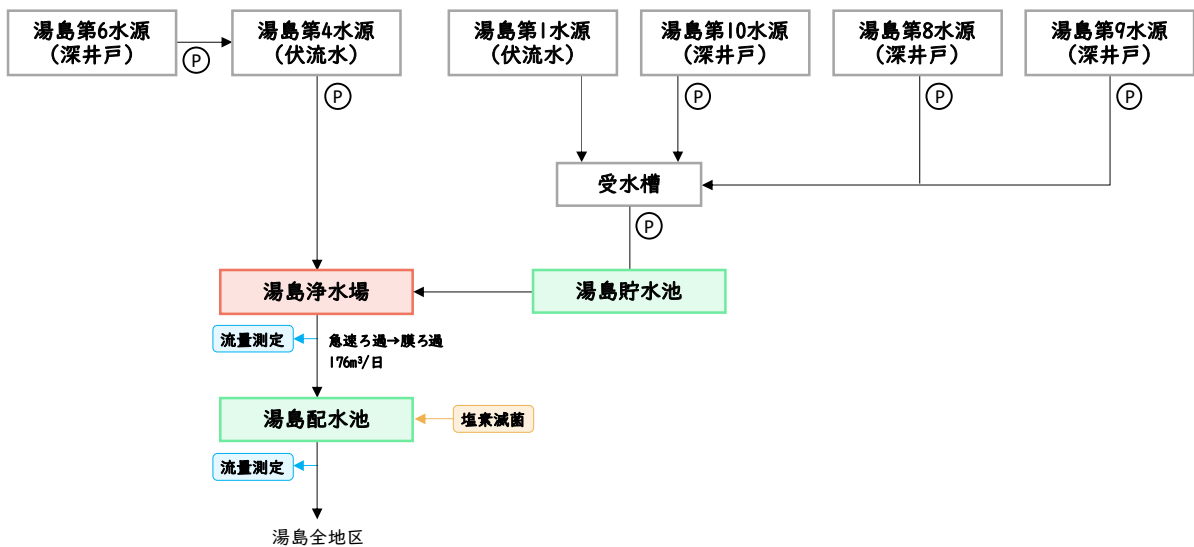 湯島第6水源
(深井戸)
P
湯島第4水源
(伏流水)
P
湯島第1水源
(伏流水)
湯島第10水源
(深井戸)
P
湯島第8水源
(深井戸)
P
湯島第9水源
(深井戸)
P
受水槽
P
湯島浄水場
湯島貯水池
流量測定
急速ろ過→膜ろ過
176m³/日
湯島配水池
塩素滅菌
流量測定
湯島全地区